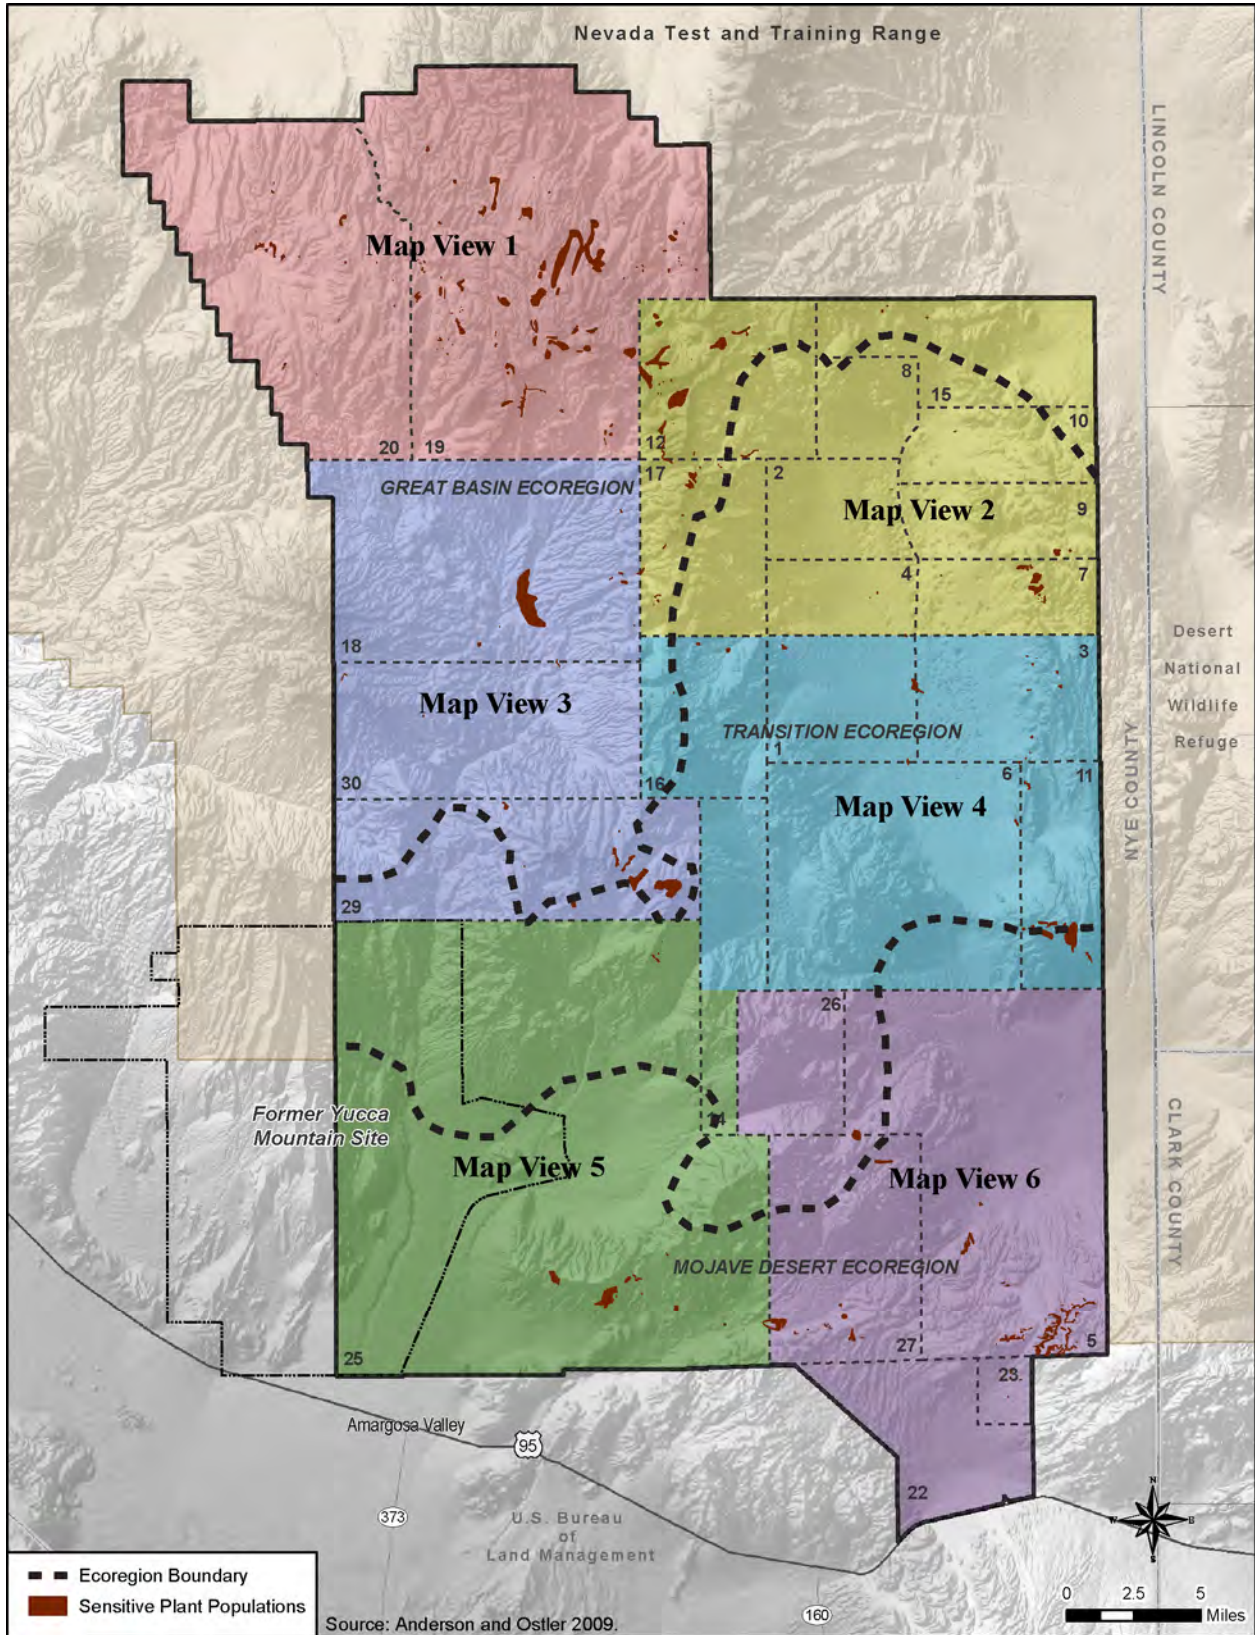 Nevada Test and Training Range
LINCOLN COUNTY
Map View 1
8
15
10
12
20
19
17
2
GREAT BASIN ECOREGION
Map View 2
9
4
7
Desert
National
Wildlife
Refuge
18
3
Map View 3
TRANSITION ECOREGION
NYE COUNTY
1
30
16
6
11
Map View 4
29
26
Former Yucca
Mountain Site
CLARK COUNTY
Map View 5
Map View 6
MOJAVE DESERT ECOREGION
25
27
5
23
Amargosa Valley
95
22
373
U.S. Bureau
of
Land Management
160
N
W
E
S
Ecoregion Boundary
Sensitive Plant Populations
Source: Anderson and Ostler 2009.
0 2.5 5
Miles